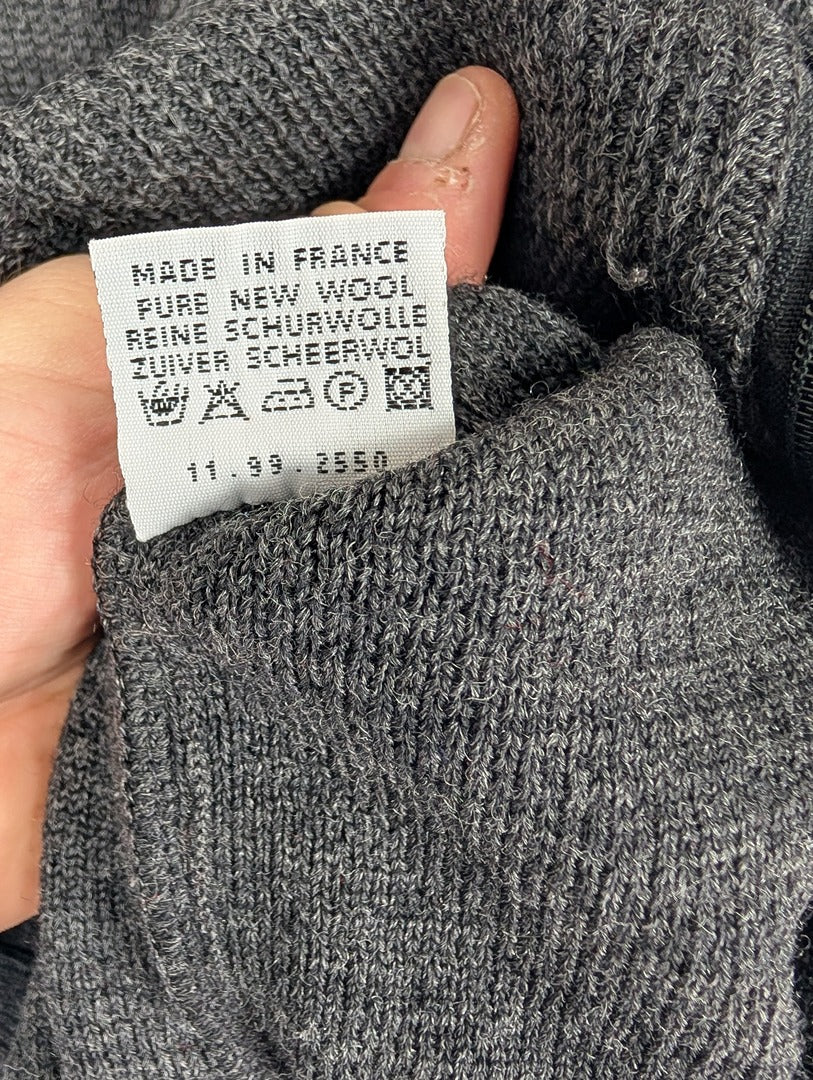 MADE IN FRANCE
PURE NEW WOOL
REINE SCHURWOLLE
ZUIVER SCHEERWOL
P
11.99.2550